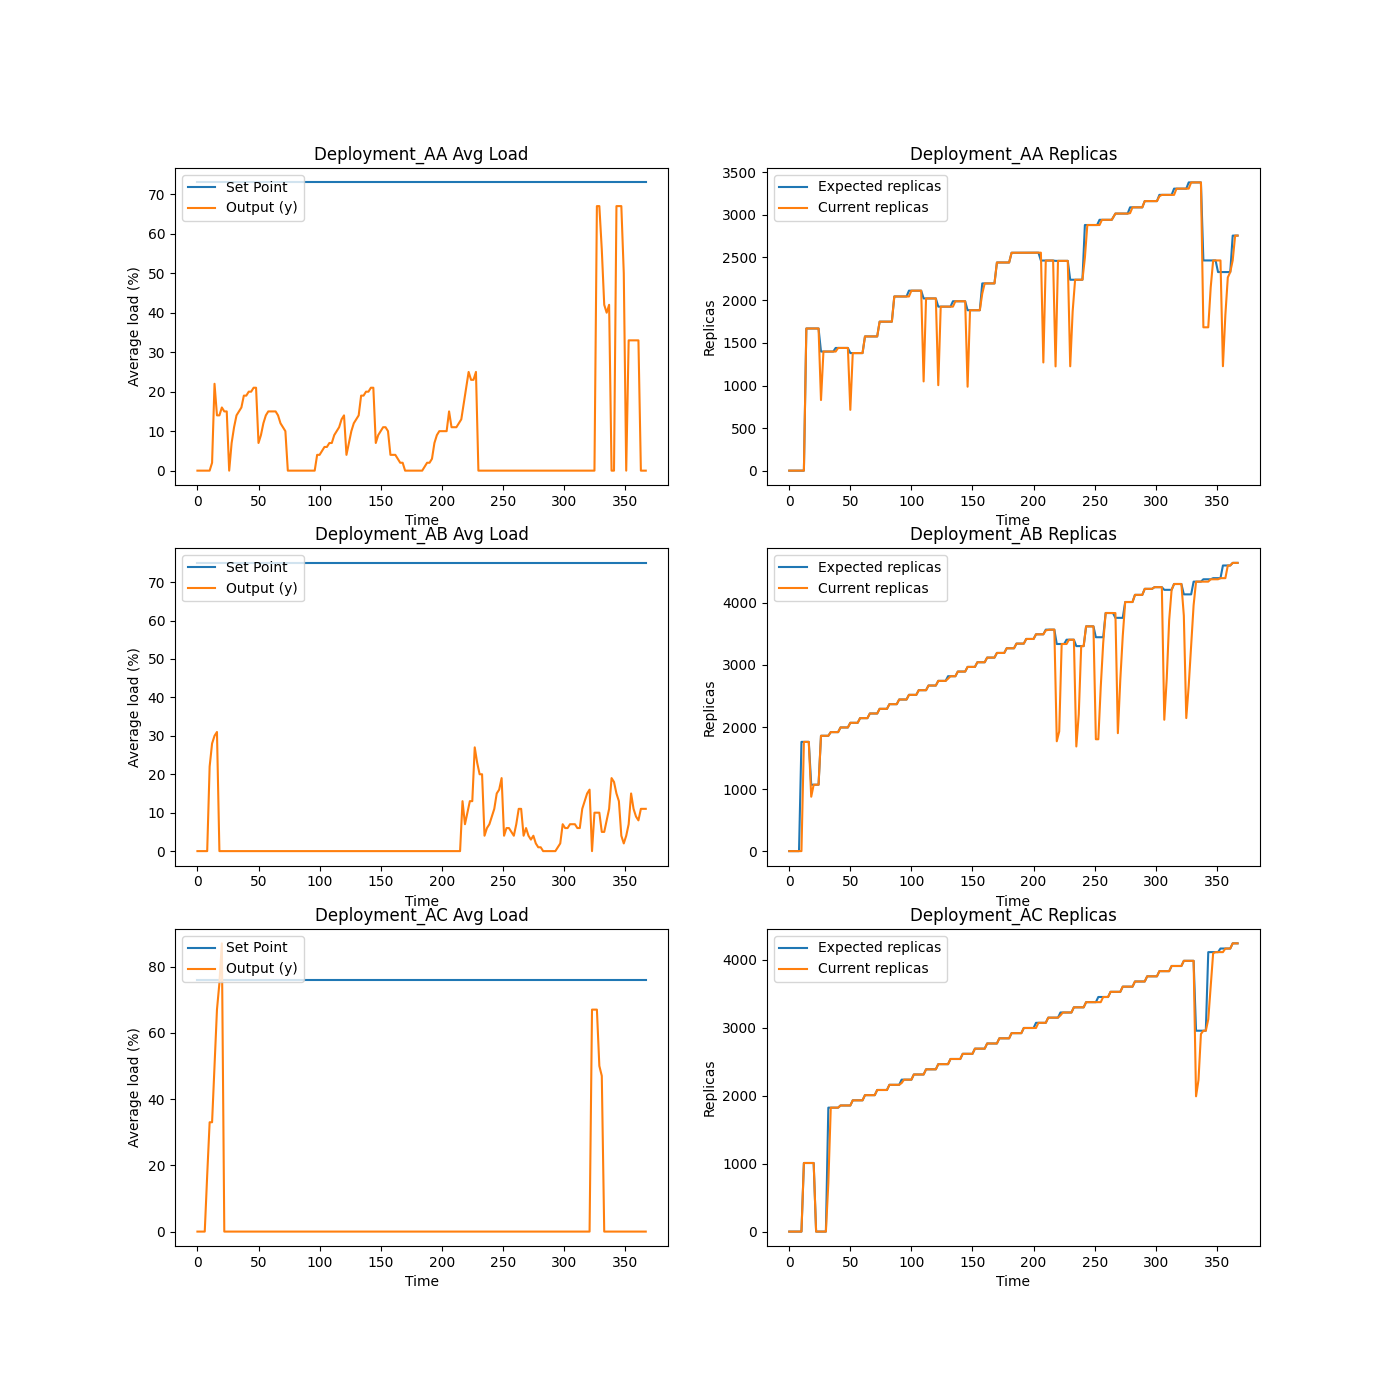 Deployment_AA Avg Load
Set Point
Output (y)
Average load (%)
70
60
50
40
30
20
10
0
0 50 100 150 200 250 300 350
Time
Deployment_AA Replicas
Expected replicas
Current replicas
Replicas
3500
3000
2500
2000
1500
1000
500
0
0 50 100 150 200 250 300 350
Time
Deployment_AB Avg Load
Set Point
Output (y)
Average load (%)
70
60
50
40
30
20
10
0
0 50 100 150 200 250 300 350
Time
Deployment_AB Replicas
Expected replicas
Current replicas
Replicas
4000
3000
2000
1000
0
0 50 100 150 200 250 300 350
Time
Deployment_AC Avg Load
Set Point
Output (y)
Average load (%)
80
60
40
20
0
0 50 100 150 200 250 300 350
Time
Deployment_AC Replicas
Expected replicas
Current replicas
Replicas
4000
3000
2000
1000
0
0 50 100 150 200 250 300 350
Time